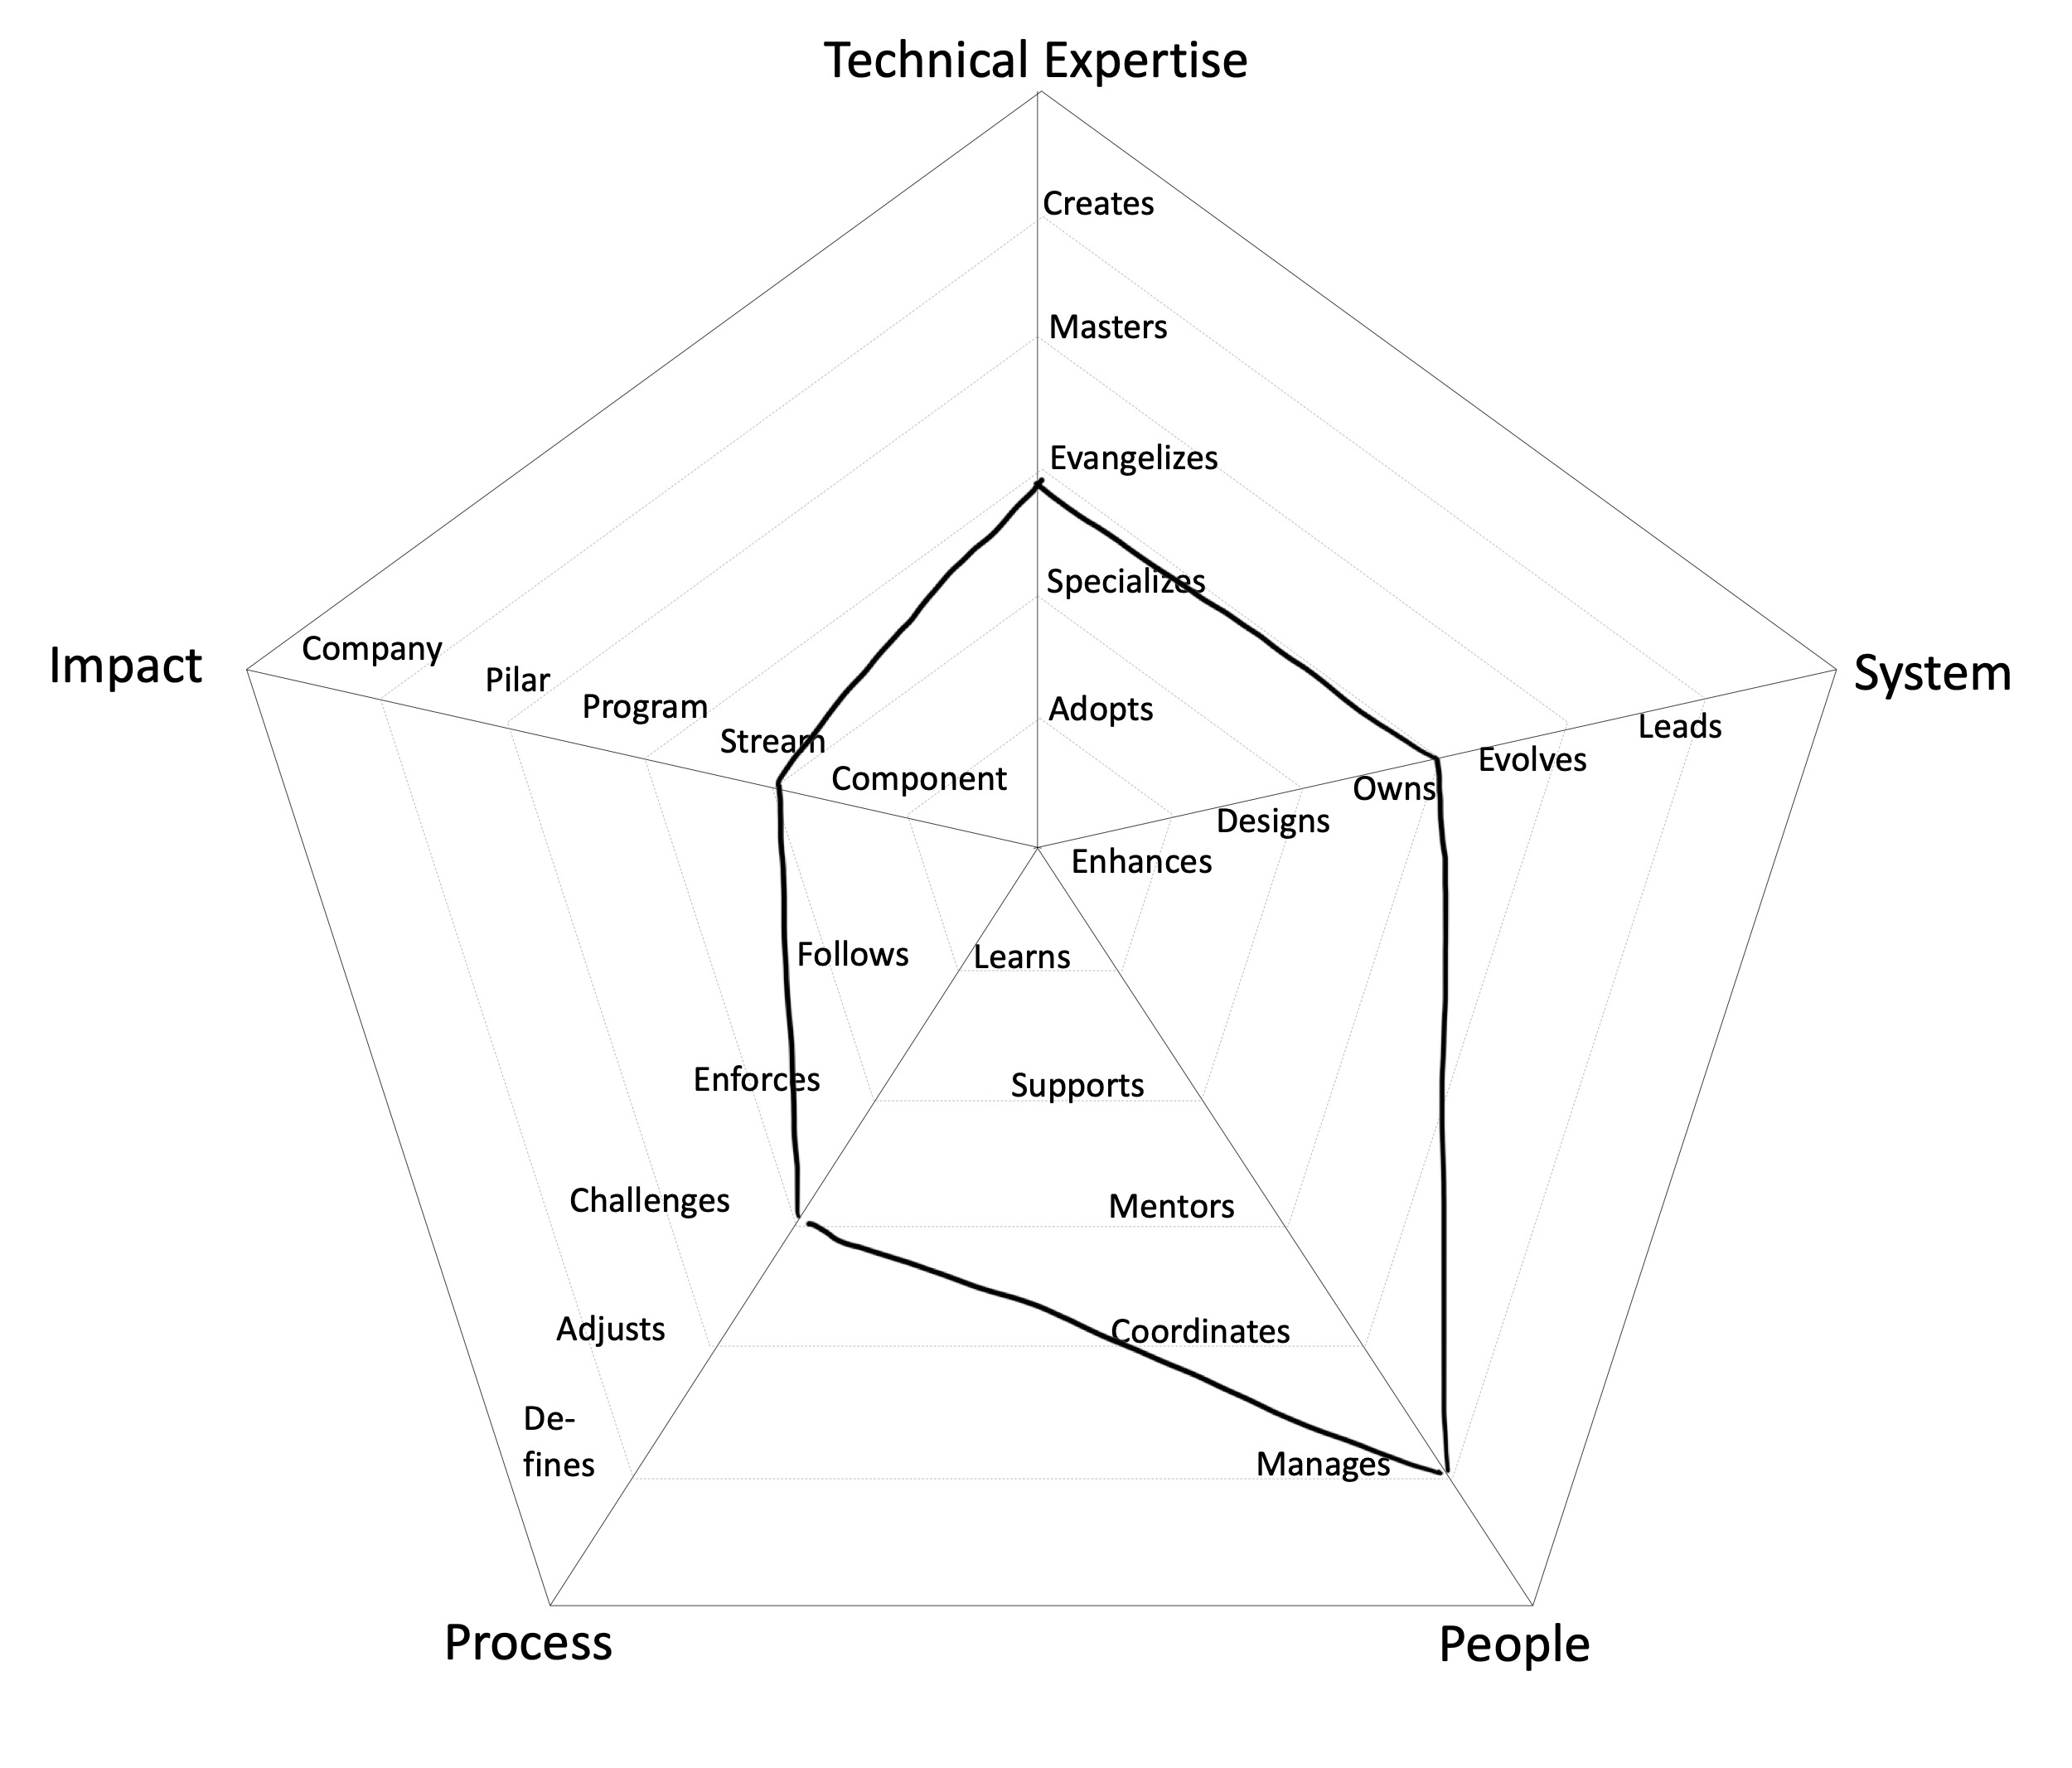 Technical Expertise
Creates
Masters
Evangelizes
Specializes
Adopts
Impact
Company
Pilar
Program
Stream
Component
System
Leads
Evolves
Owns
Designs
Enhances
Follows
Learns
Enforces
Supports
Challenges
Mentors
Adjusts
Coordinates
De-
fines
Manages
Process
People